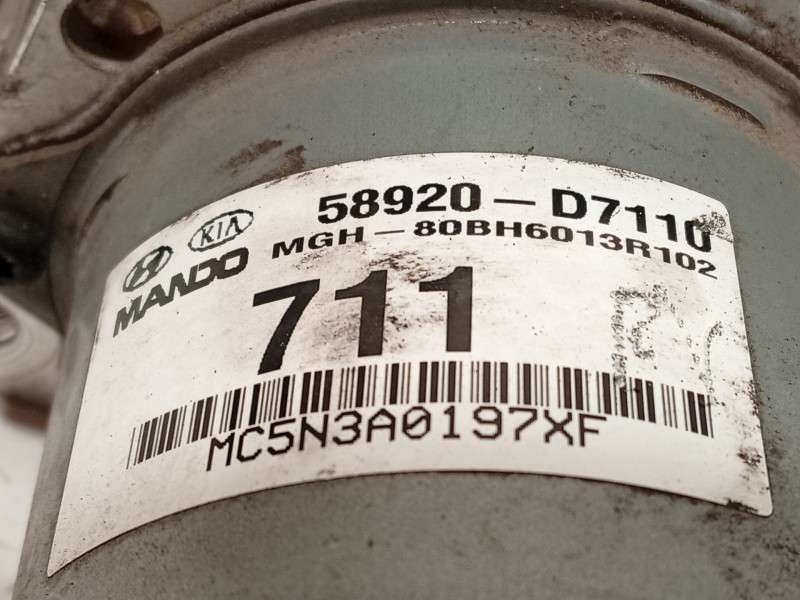 58920 - D7110
KIA
MGH - 80BH6013R102
MANDO
711
MC5N3A0197XF